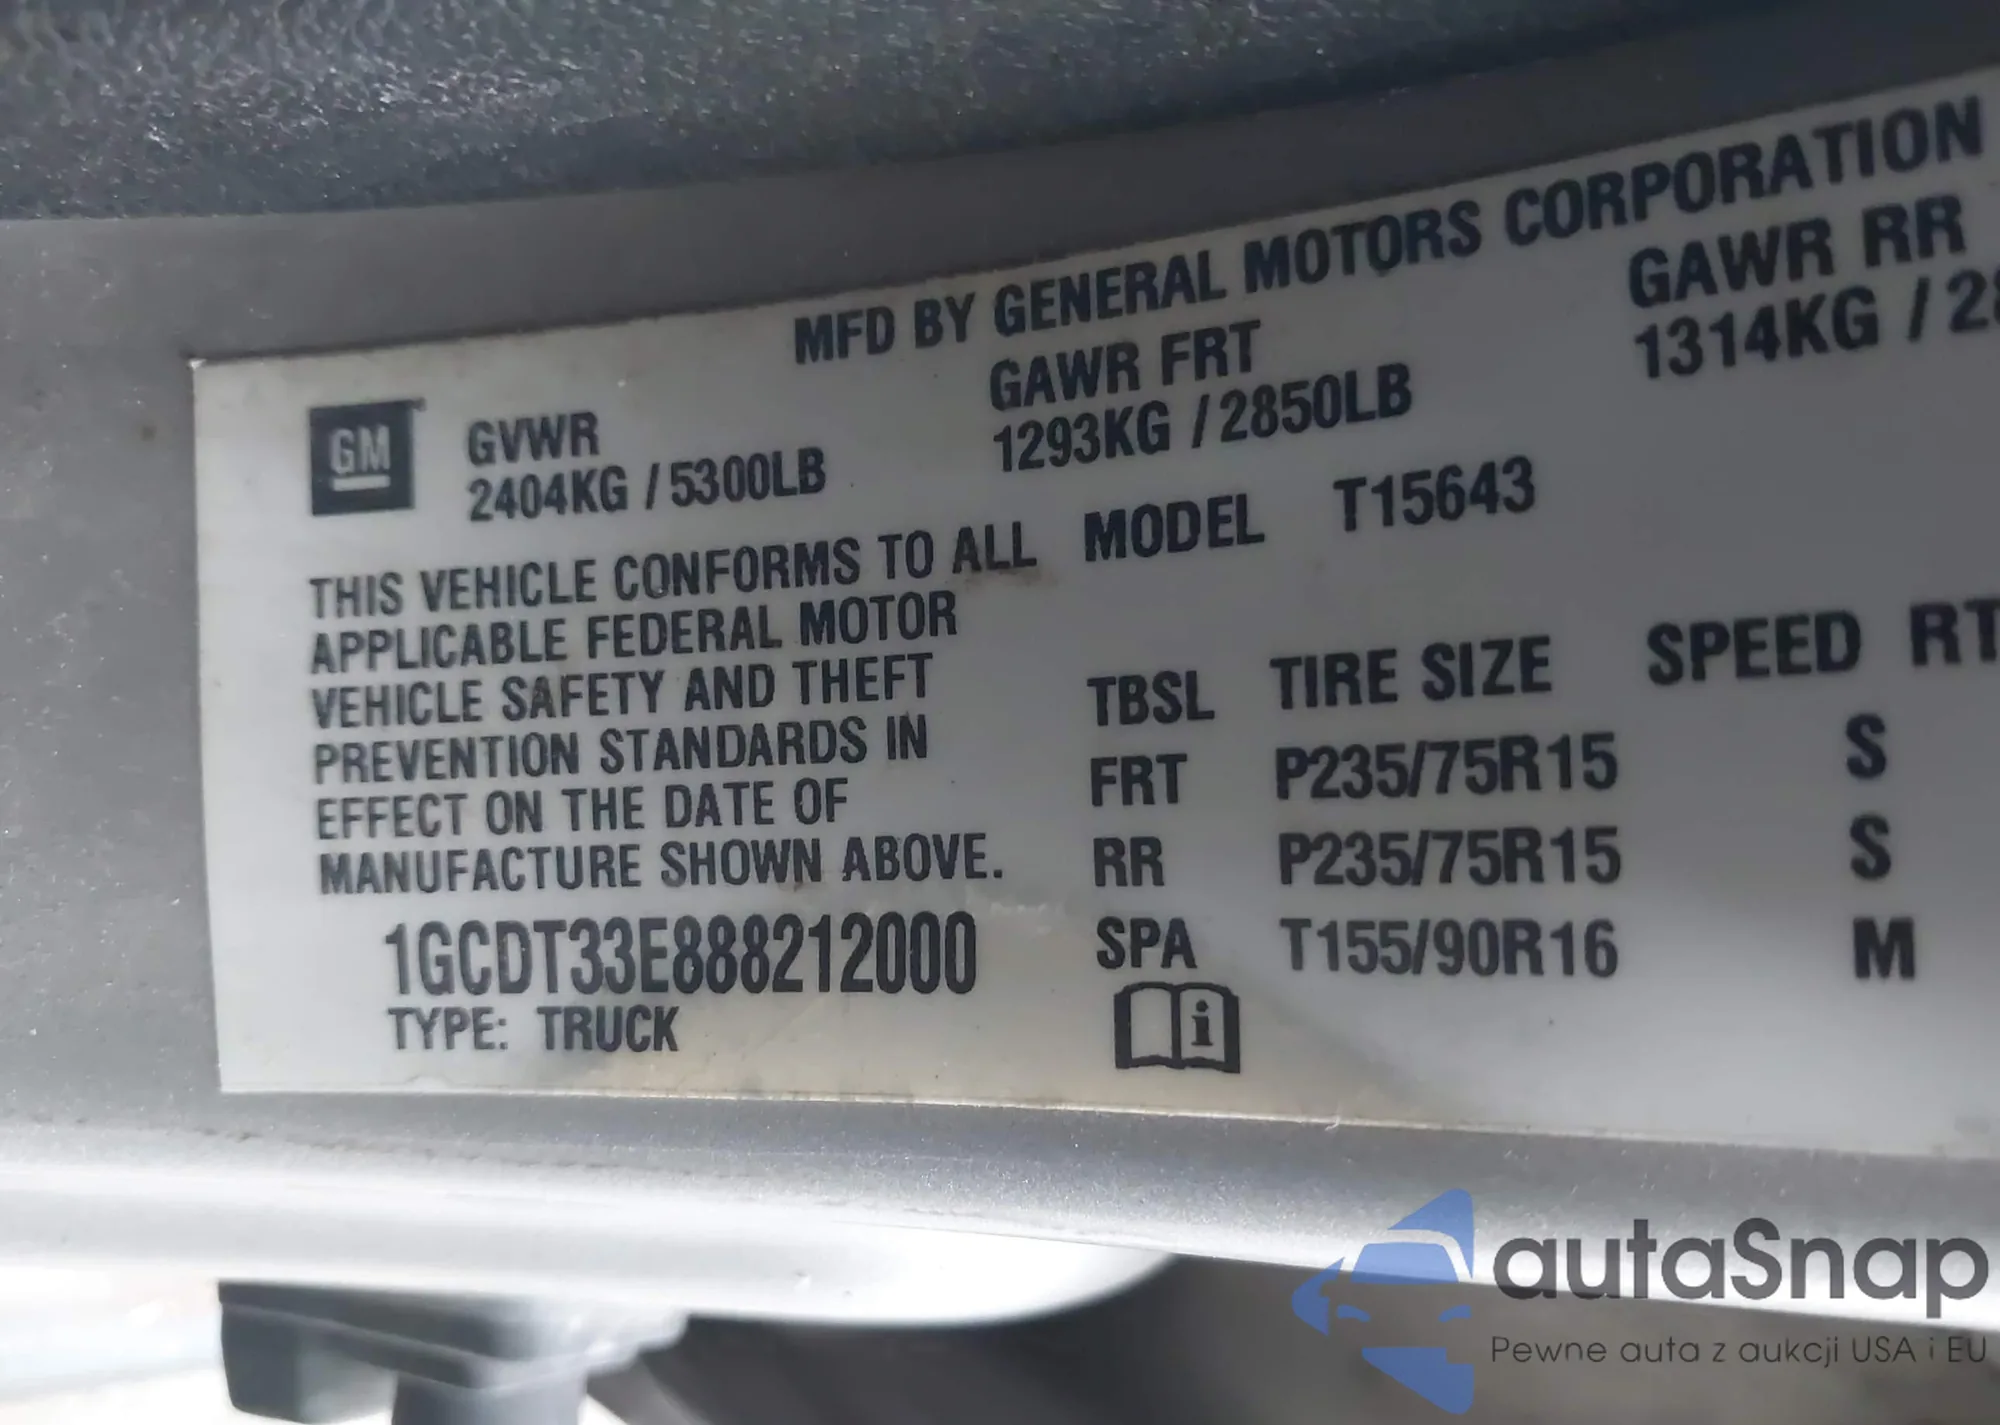 MFD BY GENERAL MOTORS CORPORATION
GM
GVWR
2404KG / 5300LB
GAWR FRT
1293KG / 2850LB
GAWR RR
1314KG / 2
THIS VEHICLE CONFORMS TO ALL
APPLICABLE FEDERAL MOTOR
VEHICLE SAFETY AND THEFT
PREVENTION STANDARDS IN
EFFECT ON THE DATE OF
MANUFACTURE SHOWN ABOVE.
1GCDT33E888212000
TYPE: TRUCK
MODEL T15643
TBSL TIRE SIZE SPEED RT
FRT P235/75R15 S
RR P235/75R15 S
SPA T155/90R16 M
i
autaSnap
Pewne auta z aukcji USA i EU